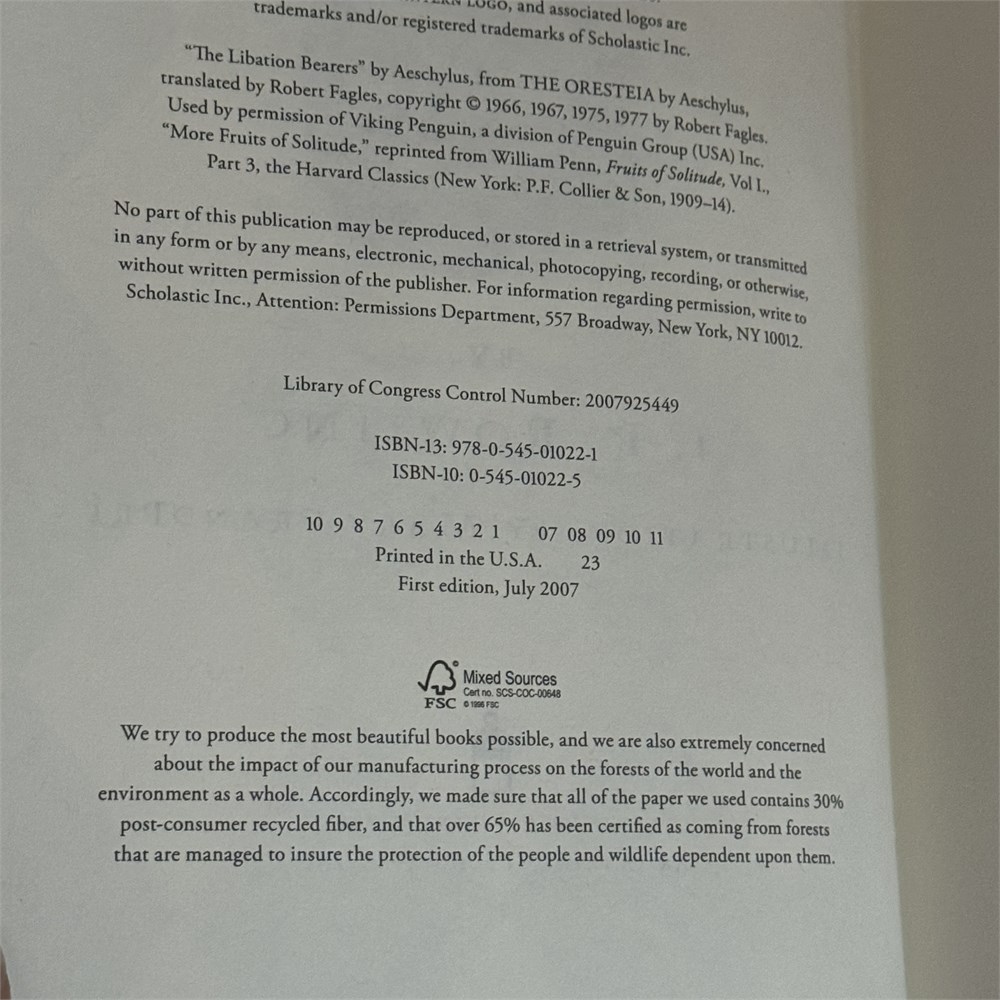 LOGO, and associated logos are
trademarks and/or registered trademarks of Scholastic Inc.
“The Libation Bearers” by Aeschylus, from THE ORESTEIA by Aeschylus,
translated by Robert Fagles, copyright © 1966, 1967, 1975, 1977 by Robert Fagles.
Used by permission of Viking Penguin, a division of Penguin Group (USA) Inc.
“More Fruits of Solitude,” reprinted from William Penn, Fruits of Solitude, Vol I.,
Part 3, the Harvard Classics (New York: P.F. Collier & Son, 1909–14).
No part of this publication may be reproduced, or stored in a retrieval system, or transmitted
in any form or by any means, electronic, mechanical, photocopying, recording, or otherwise,
without written permission of the publisher. For information regarding permission, write to
Scholastic Inc., Attention: Permissions Department, 557 Broadway, New York, NY 10012.
Library of Congress Control Number: 2007925449
ISBN-13: 978-0-545-01022-1
ISBN-10: 0-545-01022-5
10 9 8 7 6 5 4 3 2 1 07 08 09 10 11
Printed in the U.S.A. 23
First edition, July 2007
Mixed Sources
Cert no. SCS-COC-00648
FSC © 1996 FSC
We try to produce the most beautiful books possible, and we are also extremely concerned
about the impact of our manufacturing process on the forests of the world and the
environment as a whole. Accordingly, we made sure that all of the paper we used contains 30%
post-consumer recycled fiber, and that over 65% has been certified as coming from forests
that are managed to insure the protection of the people and wildlife dependent upon them.